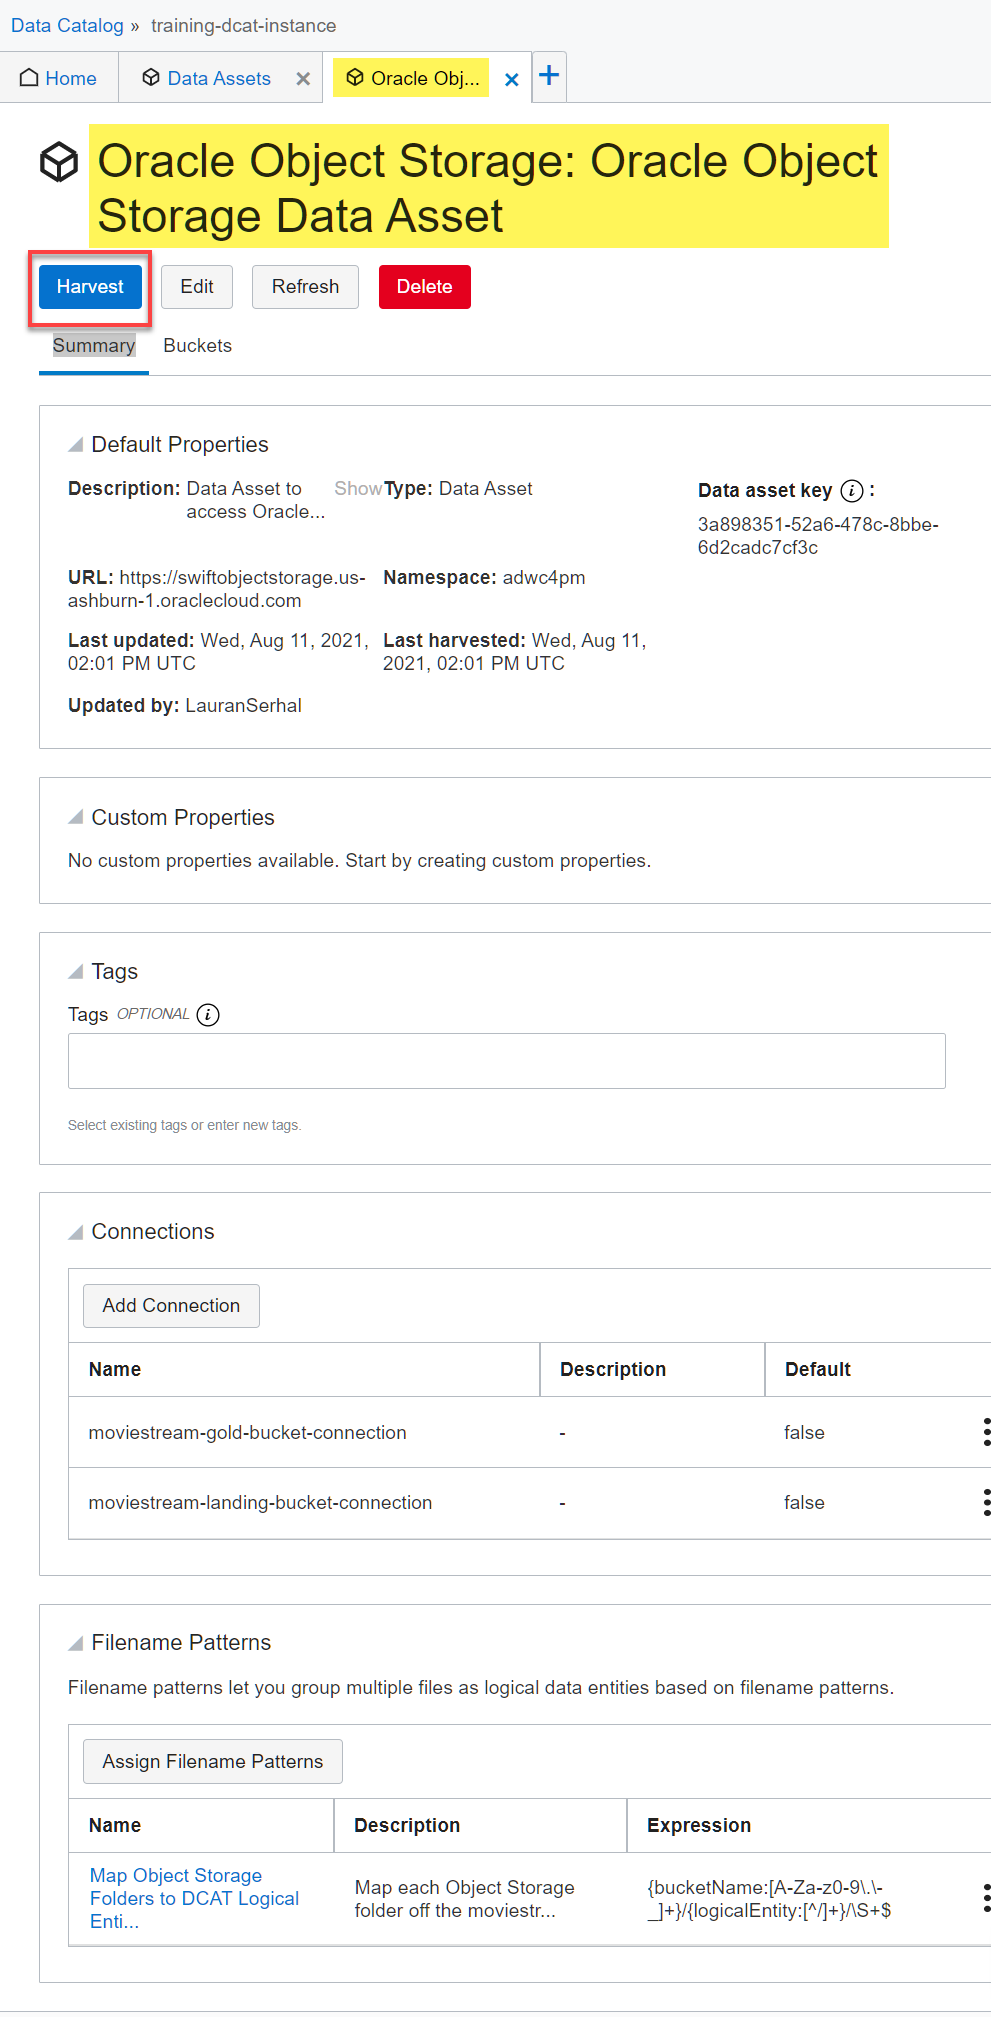 Data Catalog » training-dcat-instance
Home Data Assets × Oracle Obj... × +
Oracle Object Storage: Oracle Object
Storage Data Asset
Harvest Edit Refresh Delete
Summary Buckets
Default Properties
Description: Data Asset to Show Type: Data Asset Data asset key i :
access Oracle...
3a898351-52a6-478c-8bbe-
6d2cadc7cf3c
URL: https://swiftobjectstorage.us- Namespace: adwc4pm
ashburn-1.oraclecloud.com
Last updated: Wed, Aug 11, 2021, Last harvested: Wed, Aug 11,
02:01 PM UTC 2021, 02:01 PM UTC
Updated by: LauranSerhal
Custom Properties
No custom properties available. Start by creating custom properties.
Tags
Tags OPTIONAL i
Select existing tags or enter new tags.
Connections
Add Connection
Name Description Default
moviestream-gold-bucket-connection - false
moviestream-landing-bucket-connection - false
Filename Patterns
Filename patterns let you group multiple files as logical data entities based on filename patterns.
Assign Filename Patterns
Name Description Expression
Map Object Storage
Folders to DCAT Logical
Enti...
Map each Object Storage
folder off the moviestr...
{bucketName:[A-Za-z0-9\.\-
_]+}/{logicalEntity:[^/]+}/\S+$